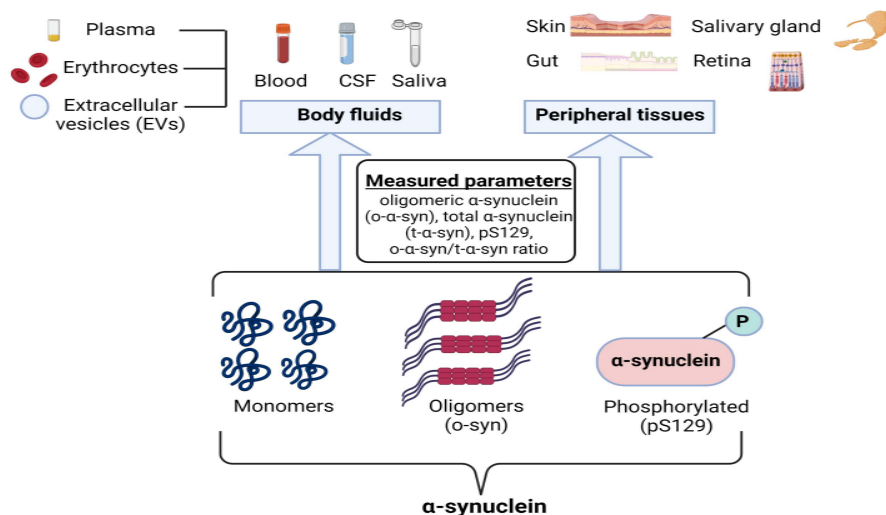 Plasma
Erythrocytes
Extracellular
vesicles (EVs)
Blood
CSF
Saliva
Skin
Salivary gland
Gut
Retina
Body fluids
Peripheral tissues
Measured parameters
oligomeric α-synuclein
(o-α-syn), total α-synuclein
(t-α-syn), pS129,
o-α-syn/t-α-syn ratio
Monomers
Oligomers
(o-syn)
P
α-synuclein
Phosphorylated
(pS129)
α-synuclein